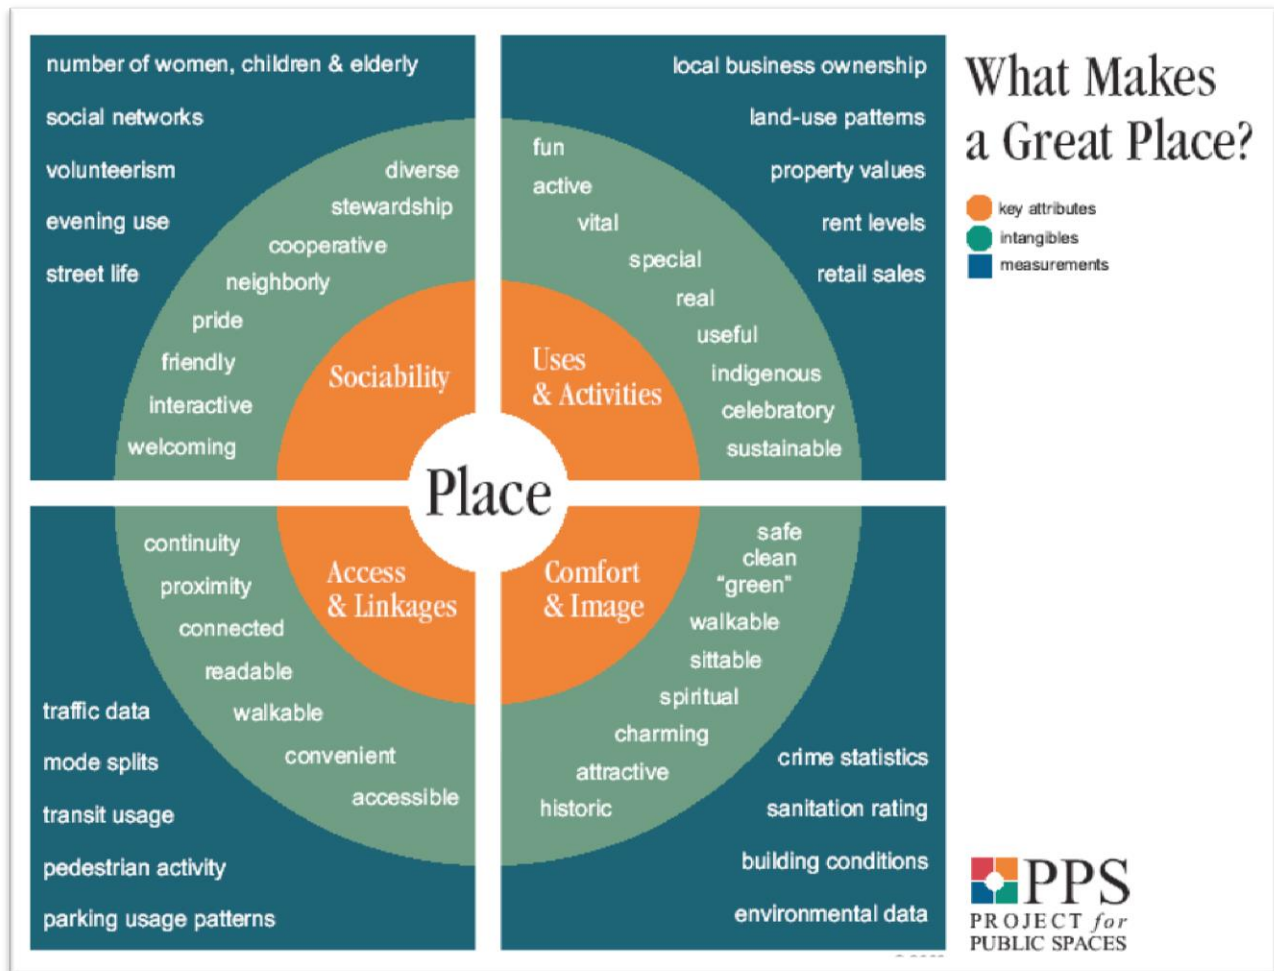 number of women, children & elderly
social networks
volunteerism
evening use
street life
diverse
stewardship
cooperative
neighborly
pride
friendly
interactive
welcoming
Sociability
local business ownership
land-use patterns
property values
rent levels
retail sales
fun
active
vital
special
real
useful
indigenous
celebratory
sustainable
Uses
& Activities
Place
continuity
proximity
connected
readable
walkable
convenient
accessible
Access
& Linkages
traffic data
mode splits
transit usage
pedestrian activity
parking usage patterns
Comfort
& Image
safe
clean
"green"
walkable
sittable
spiritual
charming
attractive
historic
crime statistics
sanitation rating
building conditions
environmental data
What Makes
a Great Place?
key attributes
intangibles
measurements
PPS
PROJECT for
PUBLIC SPACES